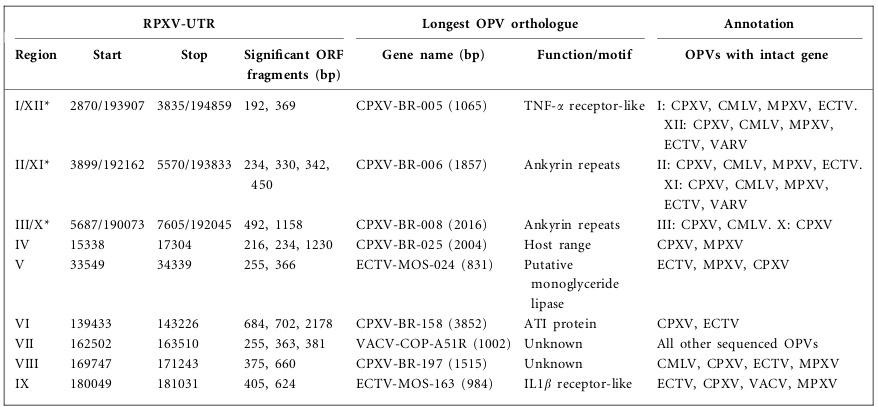 RPXV-UTR Longest OPV orthologue Annotation
Region Start Stop Significant ORF Gene name (bp) Function/motif OPVs with intact gene
fragments (bp)
I/XII* 2870/193907 3835/194859 192, 369 CPXV-BR-005 (1065) TNF-α receptor-like I: CPXV, CMLV, MPXV, ECTV.
XII: CPXV, CMLV, MPXV,
ECTV, VARV
II/XI* 3899/192162 5570/193833 234, 330, 342, CPXV-BR-006 (1857) Ankyrin repeats II: CPXV, CMLV, MPXV, ECTV.
450 XI: CPXV, CMLV, MPXV,
ECTV, VARV
III/X* 5687/190073 7605/192045 492, 1158 CPXV-BR-008 (2016) Ankyrin repeats III: CPXV, CMLV. X: CPXV
IV 15338 17304 216, 234, 1230 CPXV-BR-025 (2004) Host range CPXV, MPXV
V 33549 34339 255, 366 ECTV-MOS-024 (831) Putative ECTV, MPXV, CPXV
monoglyceride
lipase
VI 139433 143226 684, 702, 2178 CPXV-BR-158 (3852) ATI protein CPXV, ECTV
VII 162502 163510 255, 363, 381 VACV-COP-A51R (1002) Unknown All other sequenced OPVs
VIII 169747 171243 375, 660 CPXV-BR-197 (1515) Unknown CMLV, CPXV, ECTV, MPXV
IX 180049 181031 405, 624 ECTV-MOS-163 (984) IL1β receptor-like ECTV, CPXV, VACV, MPXV